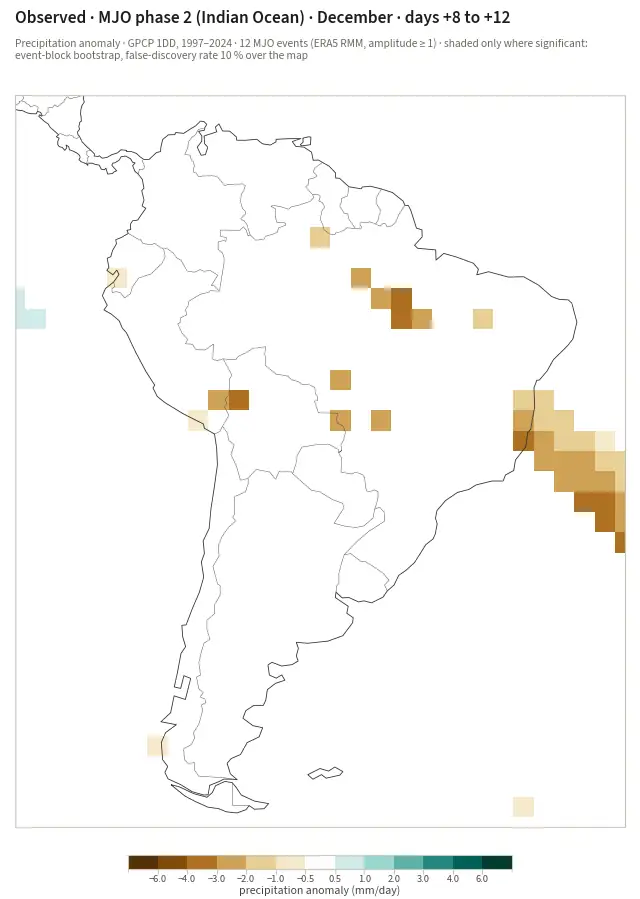 Observed · MJO phase 2 (Indian Ocean) · December · days +8 to +12
Precipitation anomaly · GPCP 1DD, 1997–2024 · 12 MJO events (ERA5 RMM, amplitude ≥ 1) · shaded only where significant:
event-block bootstrap, false-discovery rate 10 % over the map
−6.0 −4.0 −3.0 −2.0 −1.0 −0.5 0.5 1.0 2.0 3.0 4.0 6.0
precipitation anomaly (mm/day)